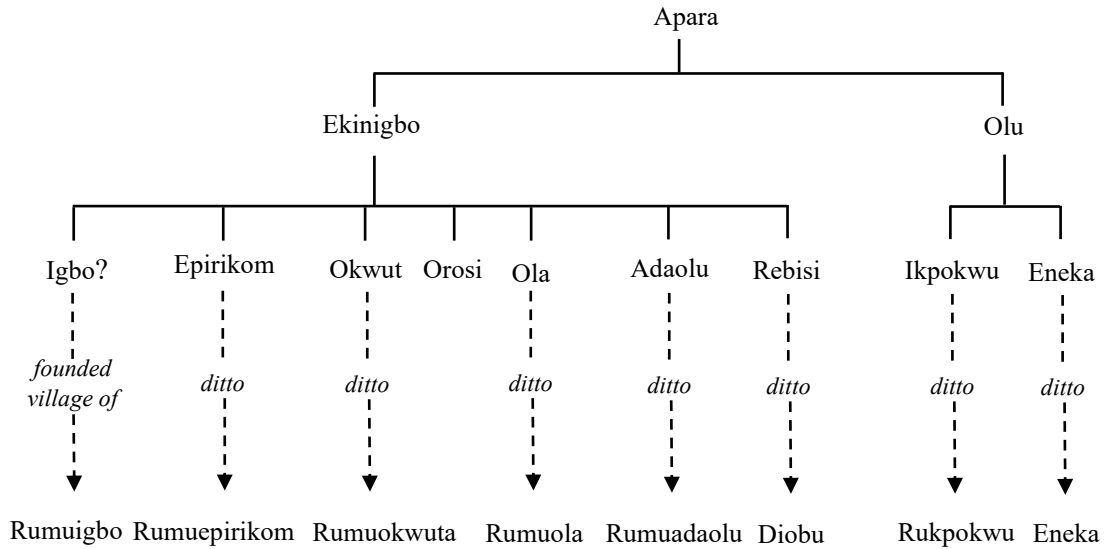 Apara
Ekinigbo Olu
Igbo? Epirikom Okwut Orosi Ola Adaolu Rebisi Ikpokwu Eneka
founded
village of ditto ditto ditto ditto ditto ditto ditto
Rumuigbo Rumuepirikom Rumuokwuta Rumuola Rumuadaolu Diobu Rukpokwu Eneka